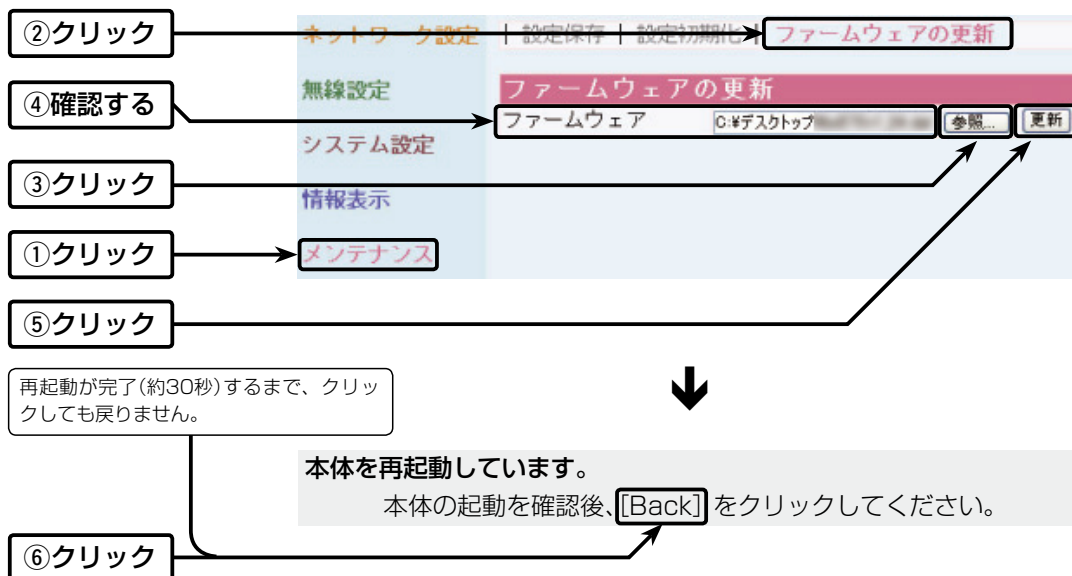 ②クリック
ネットワーク設定 | 設定保存 | 設定初期化 | ファームウェアの更新
④確認する
無線設定
ファームウェアの更新
ファームウェア C:¥デスクトップ 参照... 更新
システム設定
③クリック
情報表示
①クリック
メンテナンス
⑤クリック
再起動が完了(約30秒)するまで、クリッ
クしても戻りません。
本体を再起動しています。
本体の起動を確認後、[Back] をクリックしてください。
⑥クリック